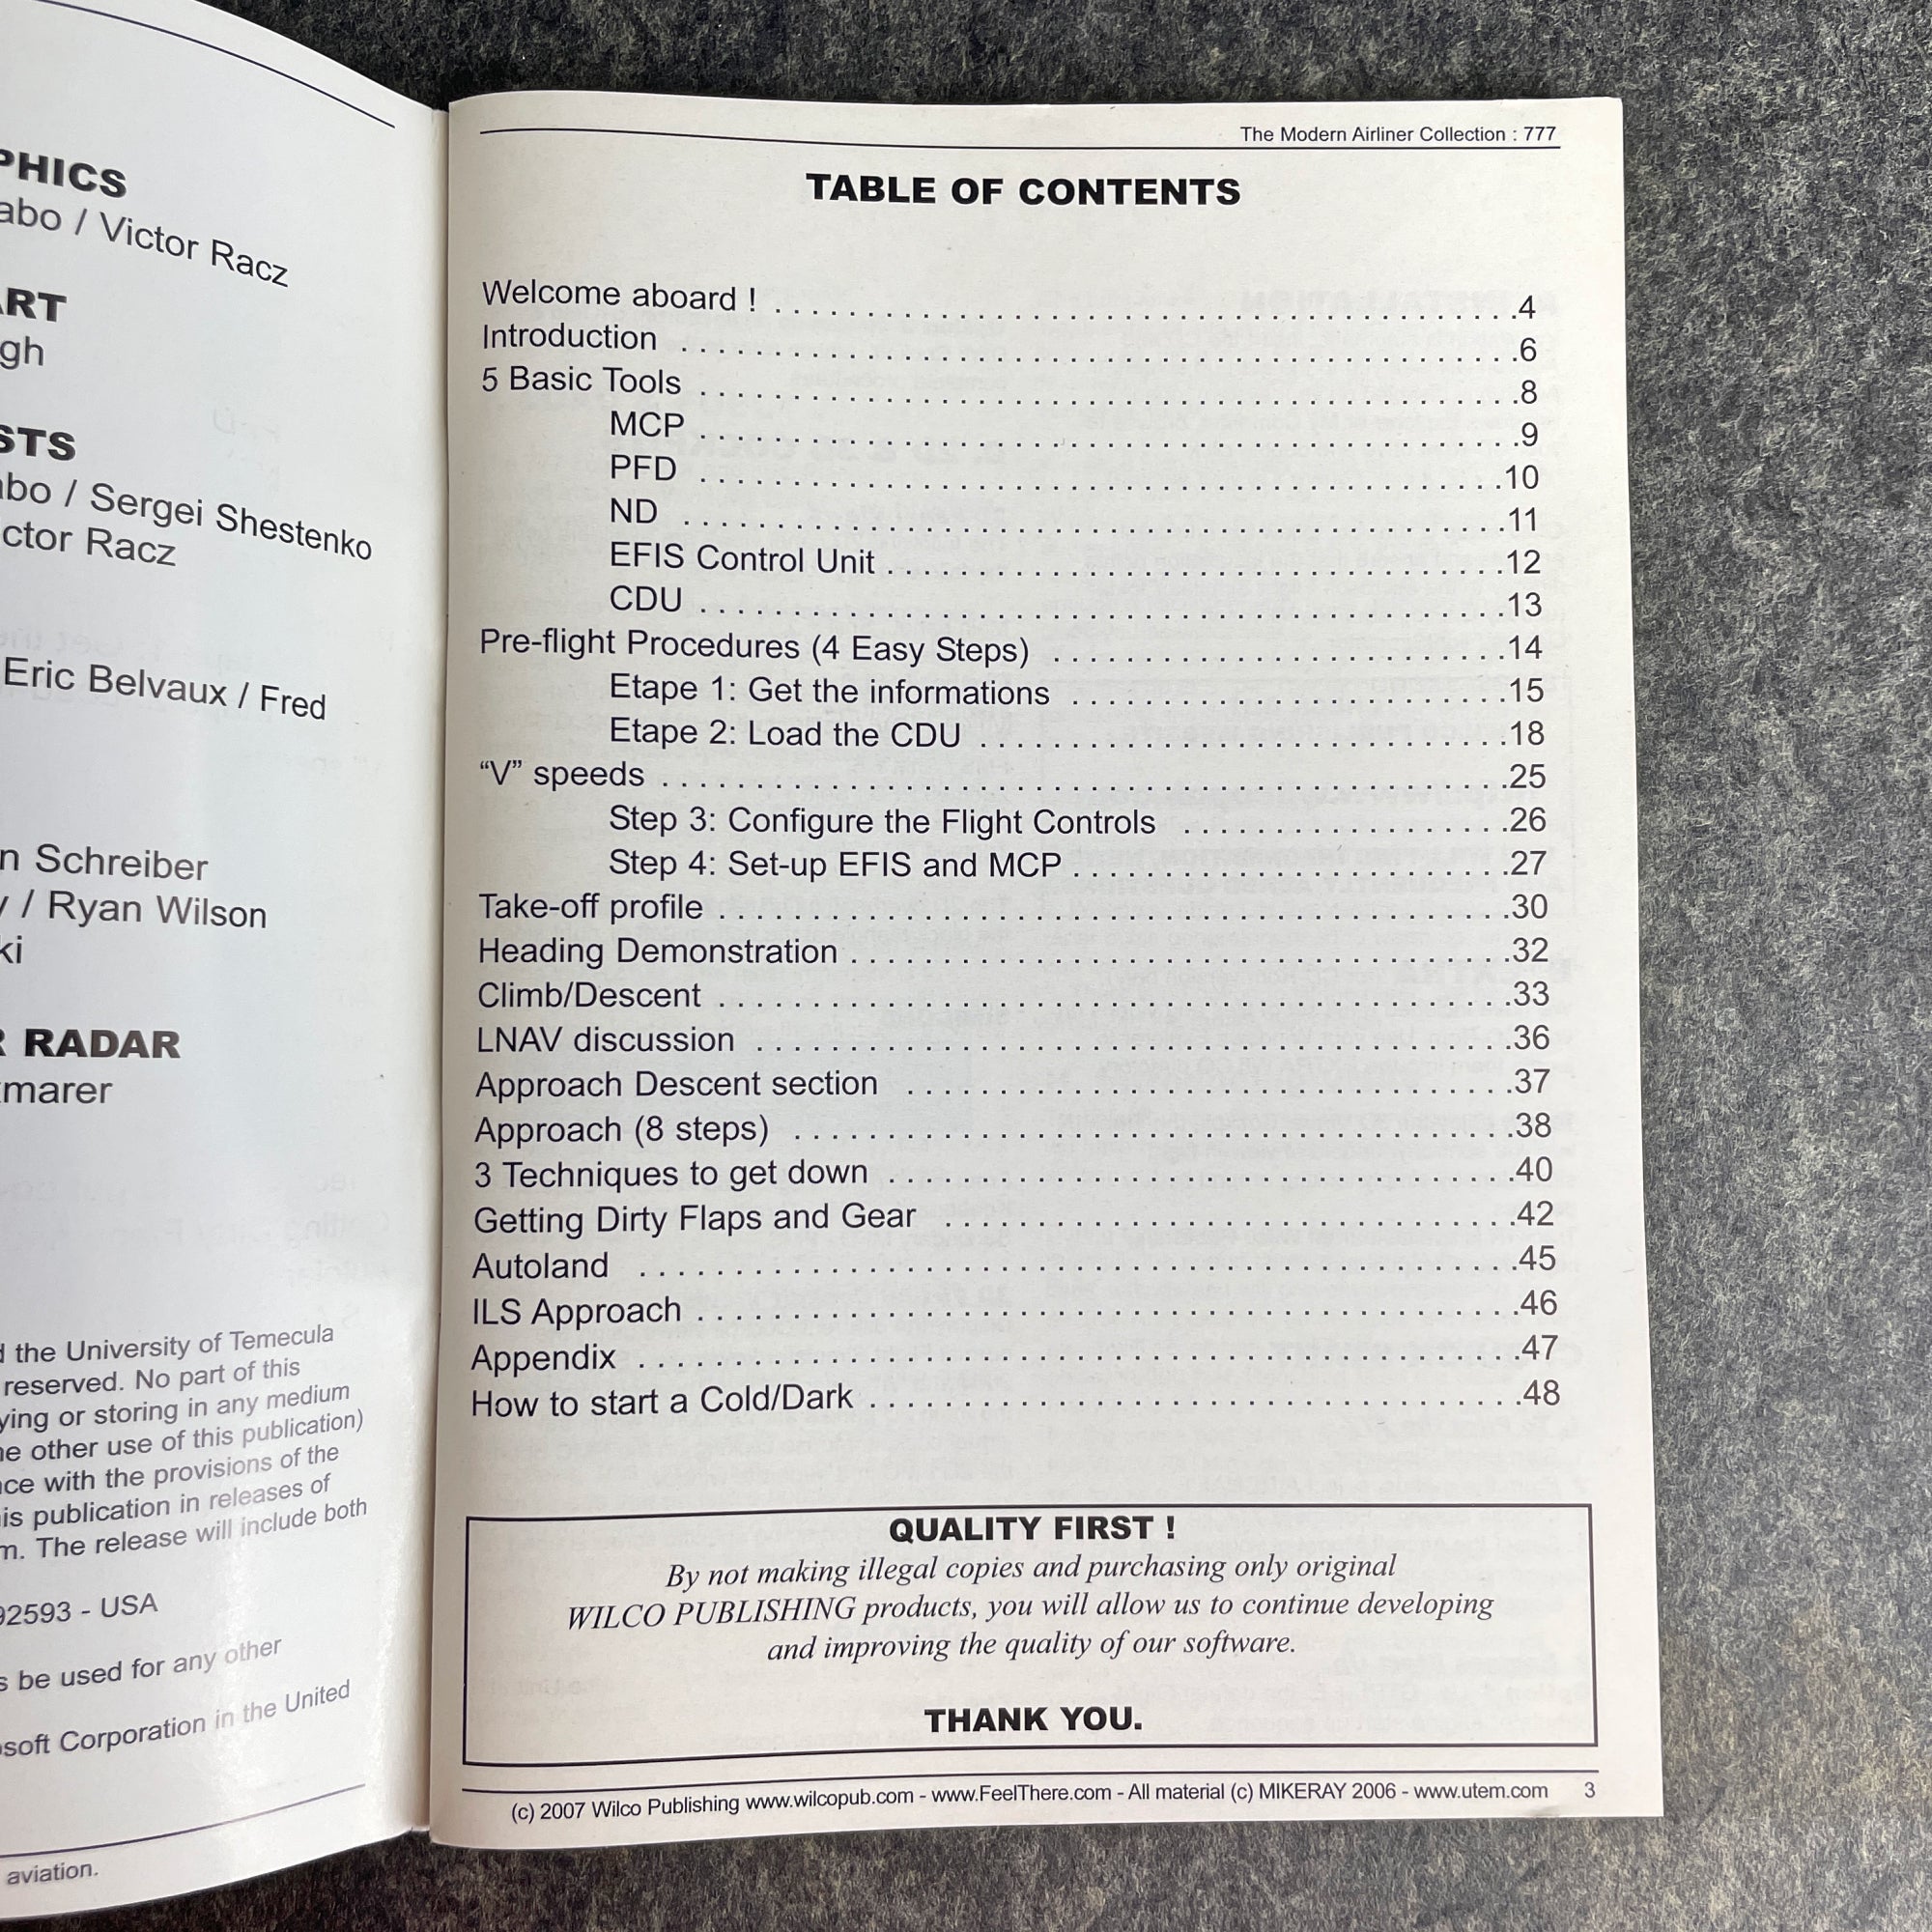 PHICS
abo / Victor Racz
ART
gh
STS
abo / Sergei Shestenko
ctor Racz
Eric Belvaux / Fred
n Schreiber
/ Ryan Wilson
ki
R RADAR
marer
the University of Temecula
reserved. No part of this
ying or storing in any medium
he other use of this publication)
nce with the provisions of the
is publication in releases of
m. The release will include both
92593 - USA
s be used for any other
osoft Corporation in the United
aviation.
The Modern Airliner Collection : 777
TABLE OF CONTENTS
Welcome aboard ! . . . . . . . . . . . . . . . . . . . . . . . . . . . . . . . . . . . . . . . .4
Introduction . . . . . . . . . . . . . . . . . . . . . . . . . . . . . . . . . . . . . . . .6
5 Basic Tools . . . . . . . . . . . . . . . . . . . . . . . . . . . . . . . . . . . . . . . .8
MCP . . . . . . . . . . . . . . . . . . . . . . . . . . . . . . . . . . . . . . . .9
PFD . . . . . . . . . . . . . . . . . . . . . . . . . . . . . . . . . . . . . . . .10
ND . . . . . . . . . . . . . . . . . . . . . . . . . . . . . . . . . . . . . . . .11
EFIS Control Unit . . . . . . . . . . . . . . . . . . . . . . . . . . . . . .12
CDU . . . . . . . . . . . . . . . . . . . . . . . . . . . . . . . . . . . . . . . .13
Pre-flight Procedures (4 Easy Steps) . . . . . . . . . . . . . . . . . . . . . .14
Etape 1: Get the informations . . . . . . . . . . . . . . . . . . . . . .15
Etape 2: Load the CDU . . . . . . . . . . . . . . . . . . . . . . . . . .18
“V” speeds . . . . . . . . . . . . . . . . . . . . . . . . . . . . . . . . . . . . . . . .25
Step 3: Configure the Flight Controls . . . . . . . . . . . . . . . .26
Step 4: Set-up EFIS and MCP . . . . . . . . . . . . . . . . . . . . . .27
Take-off profile . . . . . . . . . . . . . . . . . . . . . . . . . . . . . . . . . . . . .30
Heading Demonstration . . . . . . . . . . . . . . . . . . . . . . . . . . . . . .32
Climb/Descent . . . . . . . . . . . . . . . . . . . . . . . . . . . . . . . . . . . . .33
LNAV discussion . . . . . . . . . . . . . . . . . . . . . . . . . . . . . . . . . . .36
Approach Descent section . . . . . . . . . . . . . . . . . . . . . . . . . . . .37
Approach (8 steps) . . . . . . . . . . . . . . . . . . . . . . . . . . . . . . . . .38
3 Techniques to get down . . . . . . . . . . . . . . . . . . . . . . . . . . . .40
Getting Dirty Flaps and Gear . . . . . . . . . . . . . . . . . . . . . . . . . .42
Autoland . . . . . . . . . . . . . . . . . . . . . . . . . . . . . . . . . . . . . . . .45
ILS Approach . . . . . . . . . . . . . . . . . . . . . . . . . . . . . . . . . . . . .46
Appendix . . . . . . . . . . . . . . . . . . . . . . . . . . . . . . . . . . . . . . . .47
How to start a Cold/Dark . . . . . . . . . . . . . . . . . . . . . . . . . . . . .48
QUALITY FIRST !
By not making illegal copies and purchasing only original
WILCO PUBLISHING products, you will allow us to continue developing
and improving the quality of our software.
THANK YOU.
(c) 2007 Wilco Publishing www.wilcopub.com - www.FeelThere.com - All material (c) MIKERAY 2006 - www.utem.com 3